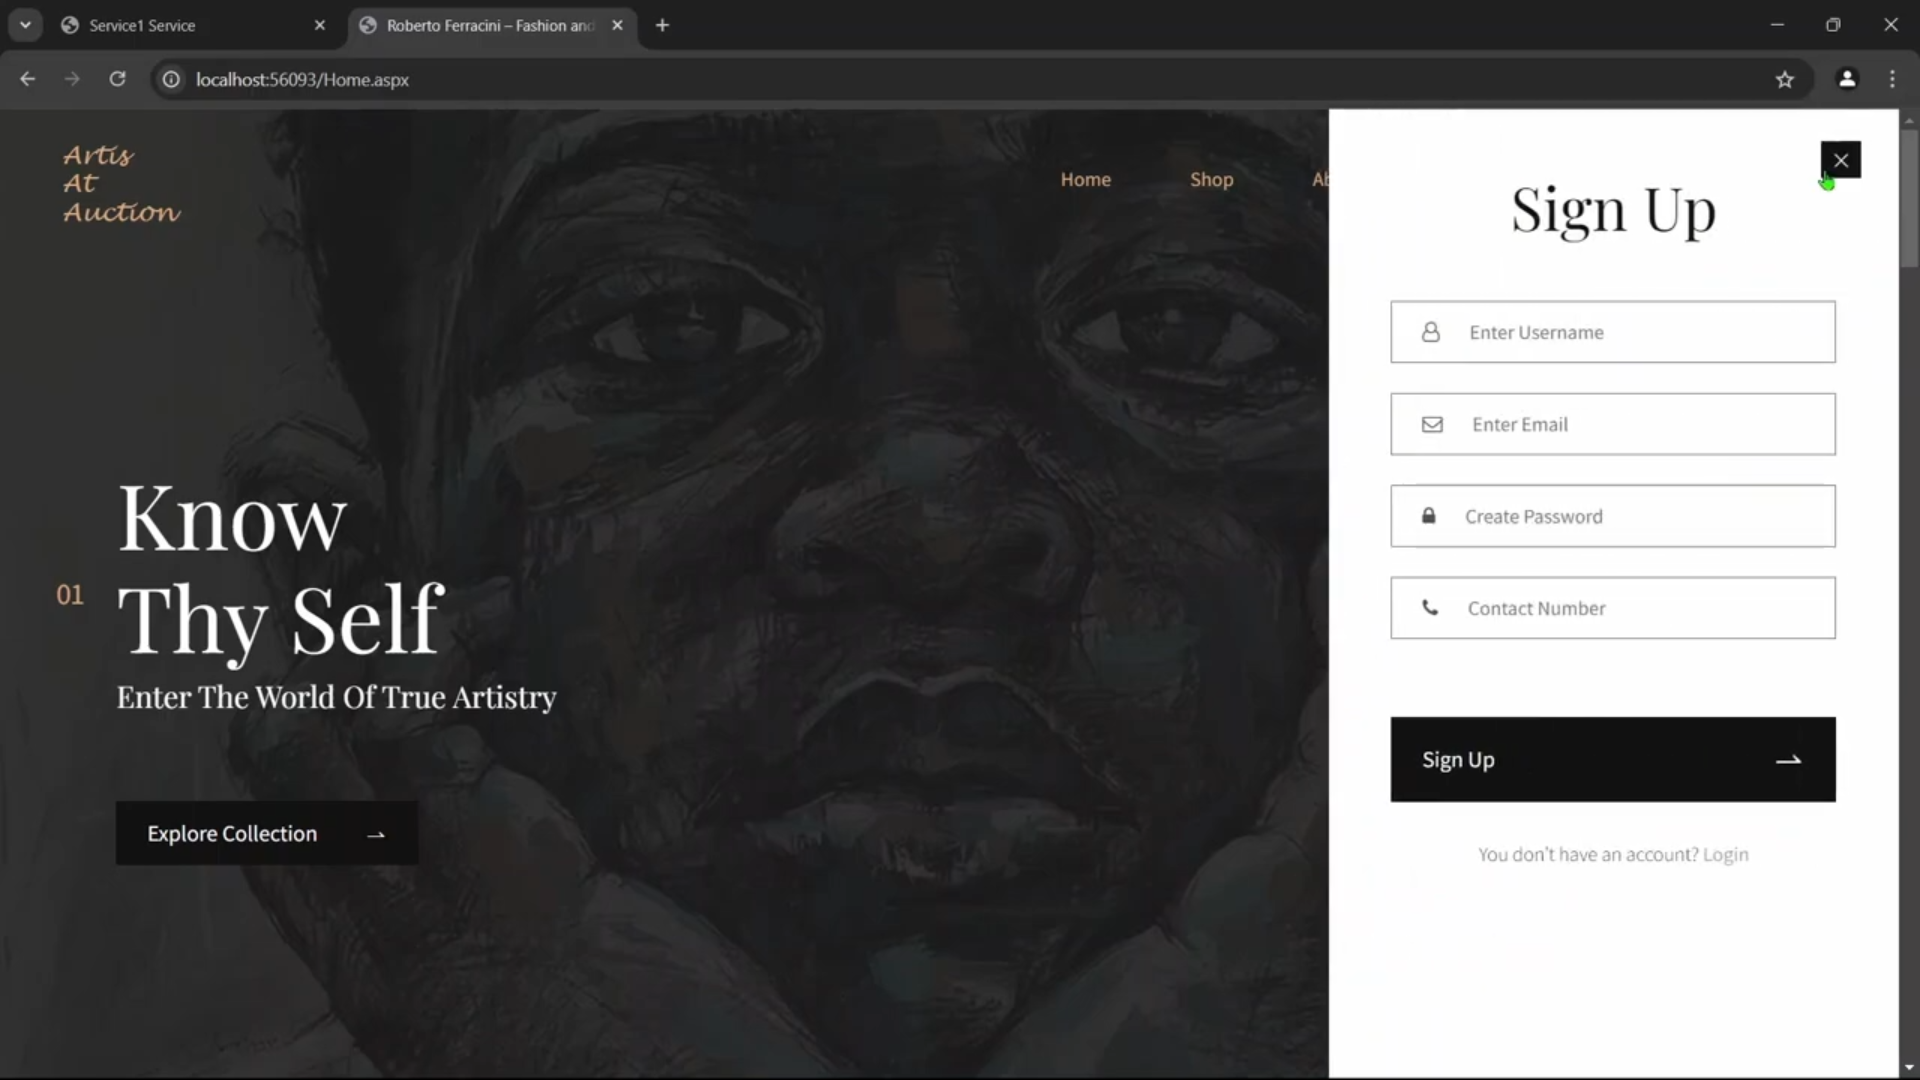 Service1 Service
Roberto Ferracini – Fashion and
localhost:56093/Home.aspx
Artis
At
Auction
Home
Shop
Ab
Know
Thy Self
01
Enter The World Of True Artistry
Explore Collection
Sign Up
Enter Username
Enter Email
Create Password
Contact Number
Sign Up
You don't have an account? Login